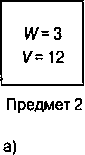 W = 3
V = 12
Предмет 2
а)